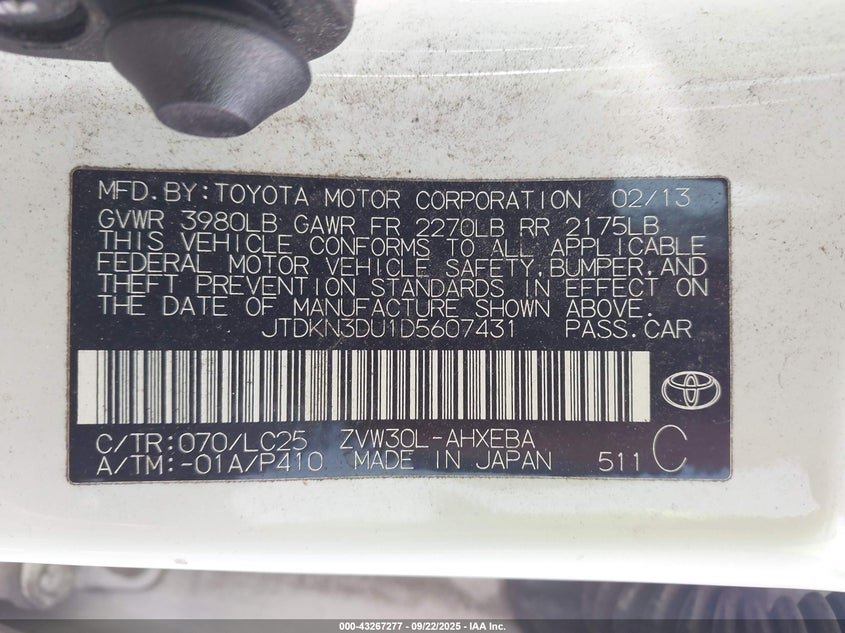 MFD.BY:TOYOTA MOTOR CORPORATION 02/13
GVWR 3980LB GAWR FR 2270LB RR 2175LB
THIS VEHICLE CONFORMS TO ALL APPLICABLE
FEDERAL MOTOR VEHICLE SAFETY,BUMPER,AND
THEFT PREVENTION STANDARDS IN EFFECT ON
THE DATE OF MANUFACTURE SHOWN ABOVE.
JTDKN3DU1D5607431 PASS.CAR
C/TR:070/LC25 ZVW30L-AHXEBA
A/TM:-01A/P410 MADE IN JAPAN 511 C
000-43267277 - 09/22/2025 - IAA Inc.